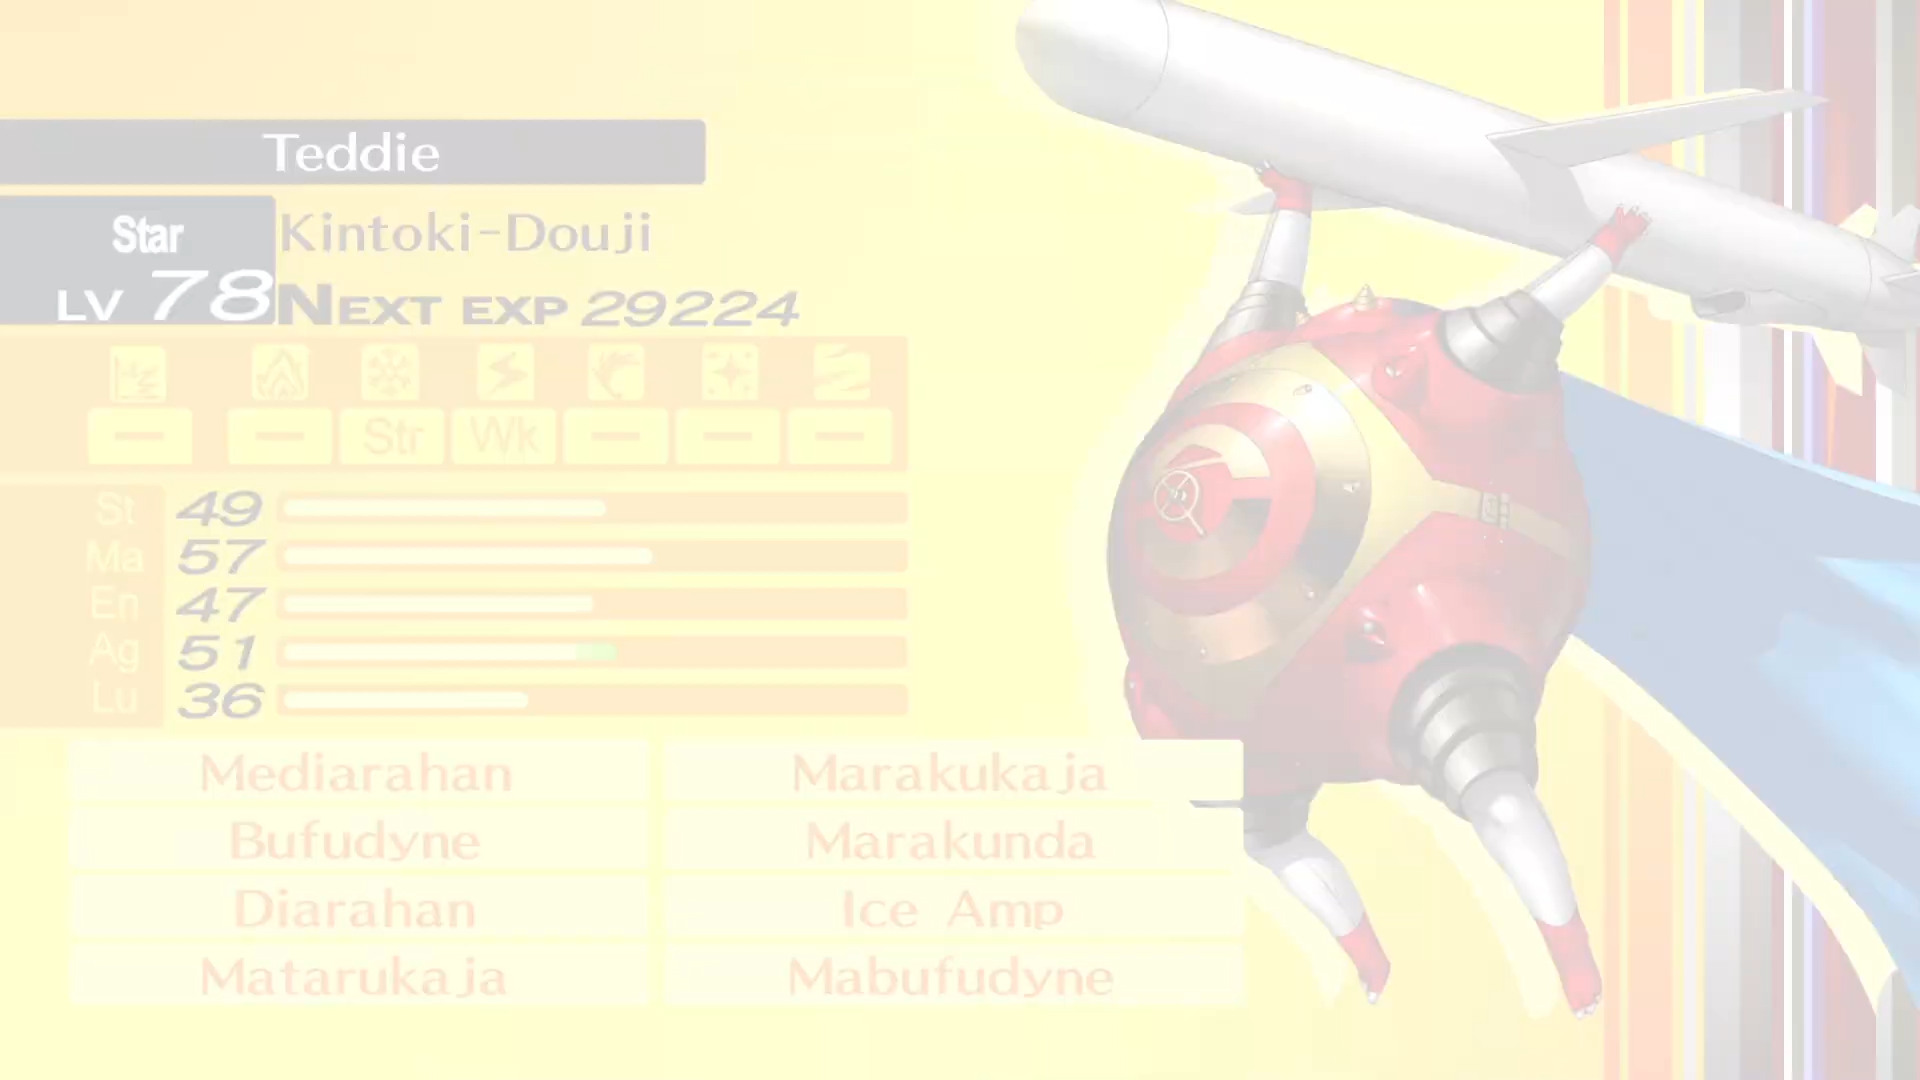 Teddie
Star
Kintoki-Douji
LV 78
NEXT EXP 29224
— — Str Wk — — —
St 49
Ma 57
En 47
Ag 51
Lu 36
Mediarahan Marakukaja
Bufudyne Marakunda
Diarahan Ice Amp
Matarukaja Mabufudyne